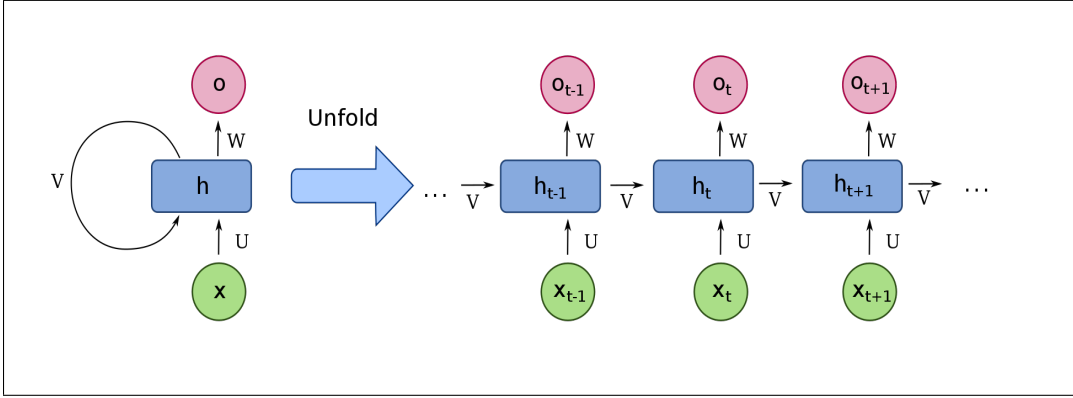 o
o_{t-1}
o_t
o_{t+1}
Unfold
W
W
W
W
V
h
...
V
h_{t-1}
V
h_t
V
h_{t+1}
V
...
U
U
U
U
x
x_{t-1}
x_t
x_{t+1}